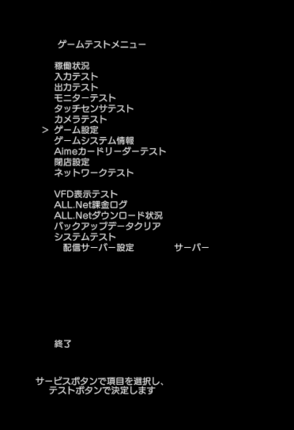 ゲームテストメニュー
稼働状況
入力テスト
出力テスト
モニターテスト
タッチセンサテスト
カメラテスト
> ゲーム設定
ゲームシステム情報
Aimeカードリーダーテスト
閉店設定
ネットワークテスト
VFD表示テスト
ALL.Net課金ログ
ALL.Netダウンロード状況
バックアップデータクリア
システムテスト
配信サーバー設定 サーバー
終了
サービスボタンで項目を選択し、
テストボタンで決定します